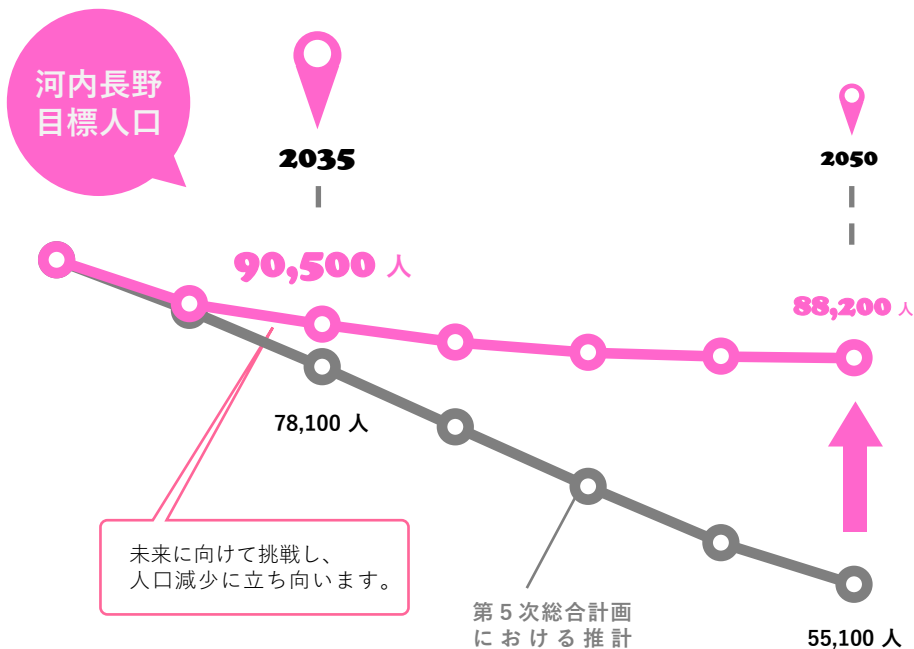 河内長野
目標人口
2035
2050
90,500 人
88,200 人
78,100 人
未来に向けて挑戦し、
人口減少に立ち向います。
第5次総合計画
における推計
55,100 人